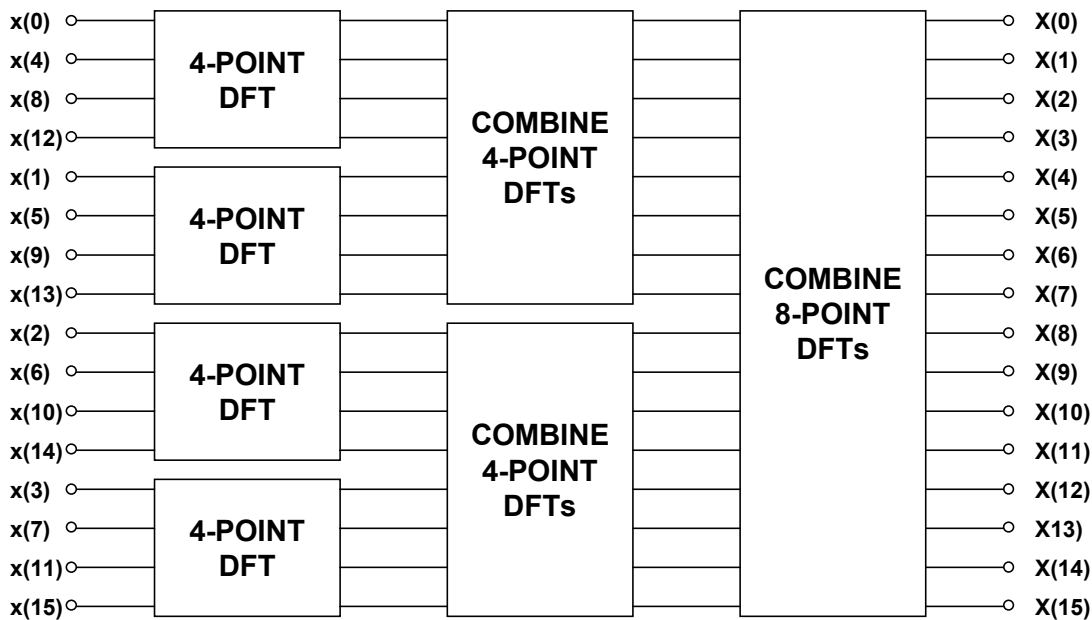 x(0)
x(4)
x(8)
x(12)
x(1)
x(5)
x(9)
x(13)
x(2)
x(6)
x(10)
x(14)
x(3)
x(7)
x(11)
x(15)
4-POINT
DFT
4-POINT
DFT
4-POINT
DFT
4-POINT
DFT
COMBINE
4-POINT
DFTs
COMBINE
4-POINT
DFTs
COMBINE
8-POINT
DFTs
X(0)
X(1)
X(2)
X(3)
X(4)
X(5)
X(6)
X(7)
X(8)
X(9)
X(10)
X(11)
X(12)
X13)
X(14)
X(15)